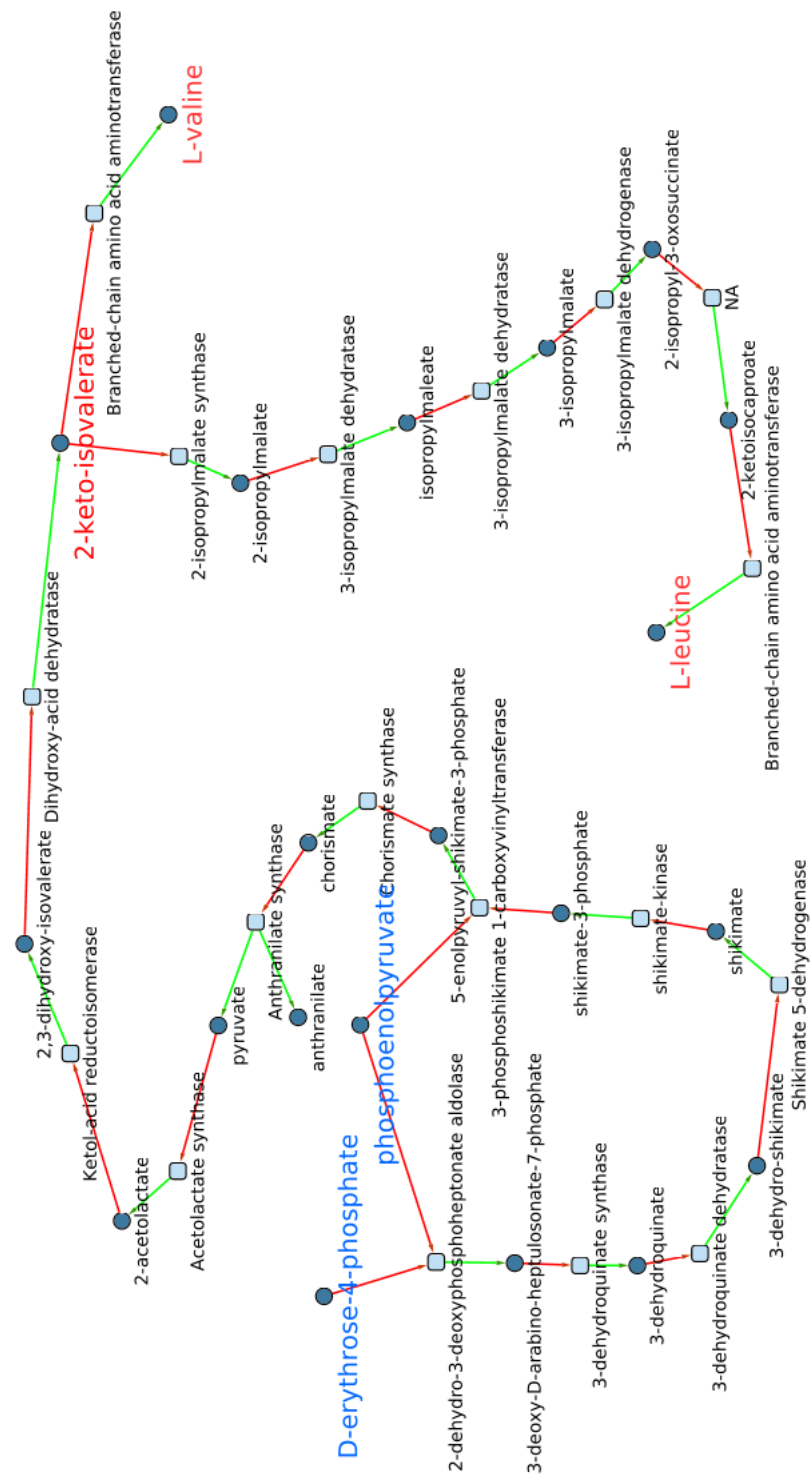 D-erythrose-4-phosphate
phosphoenolpyruvate
2-dehydro-3-deoxyphosphoheptonate aldolase
3-deoxy-D-arabino-heptulosonate-7-phosphate
3-dehydroquinate synthase
3-dehydroquinate
3-dehydroquinate dehydratase
3-dehydro-shikimate
Shikimate 5-dehydrogenase
shikimate
shikimate-kinase
shikimate-3-phosphate
3-phosphoshikimate 1-carboxyvinyltransferase
5-enolpyruvyl-shikimate-3-phosphate
chorismate synthase
chorismate
Anthranilate synthase
anthranilate
pyruvate
Acetolactate synthase
2-acetolactate
Ketol-acid reductoisomerase
2,3-dihydroxy-isovalerate
Dihydroxy-acid dehydratase
2-keto-isovalerate
Branched-chain amino acid aminotransferase
L-valine
2-isopropylmalate synthase
2-isopropylmalate
3-isopropylmalate dehydratase
isopropylmaleate
3-isopropylmalate dehydratase
3-isopropylmalate
3-isopropylmalate dehydrogenase
2-isopropyl-3-oxosuccinate
NA
2-ketoisocaproate
Branched-chain amino acid aminotransferase
L-leucine